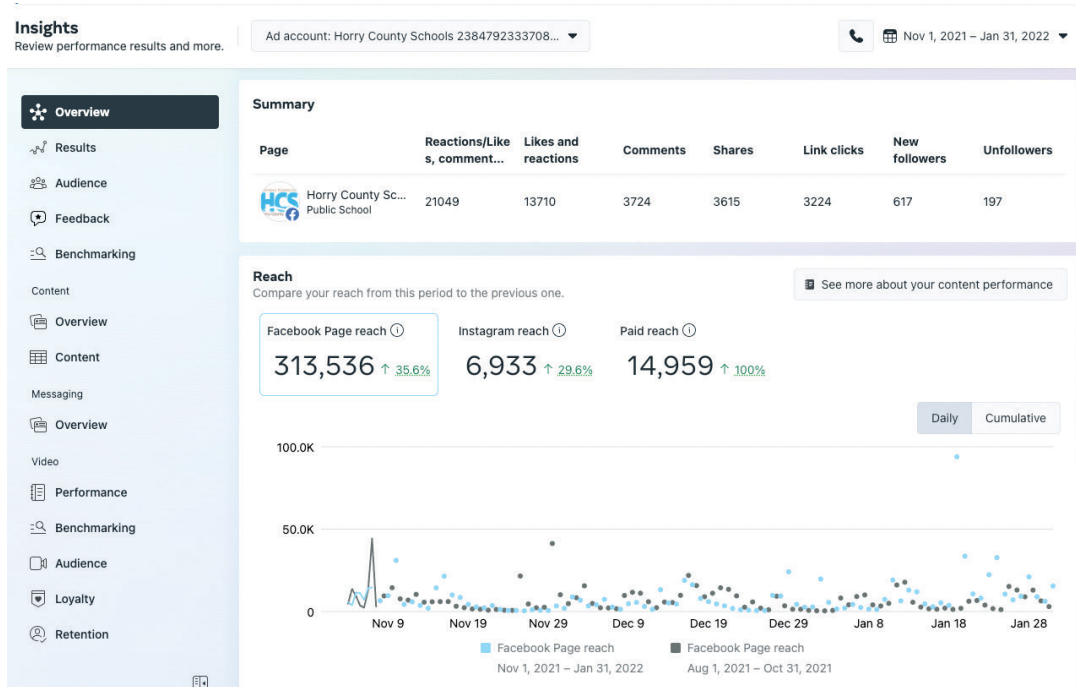 Insights
Review performance results and more.
Ad account: Horry County Schools 2384792333708...
Nov 1, 2021 – Jan 31, 2022
Overview
Results
Audience
Feedback
Benchmarking
Content
Overview
Content
Messaging
Overview
Video
Performance
Benchmarking
Audience
Loyalty
Retention
Summary
Page
Reactions/Like
s, comment...
Likes and
reactions
Comments
Shares
Link clicks
New
followers
Unfollowers
HCS
Horry County Sc...
Public School
21049
13710
3724
3615
3224
617
197
Reach
Compare your reach from this period to the previous one.
See more about your content performance
Facebook Page reach
313,536 ↑ 35.6%
Instagram reach
6,933 ↑ 29.6%
Paid reach
14,959 ↑ 100%
Daily
Cumulative
100.0K
50.0K
0
Nov 9
Nov 19
Nov 29
Dec 9
Dec 19
Dec 29
Jan 8
Jan 18
Jan 28
Facebook Page reach
Nov 1, 2021 – Jan 31, 2022
Facebook Page reach
Aug 1, 2021 – Oct 31, 2021